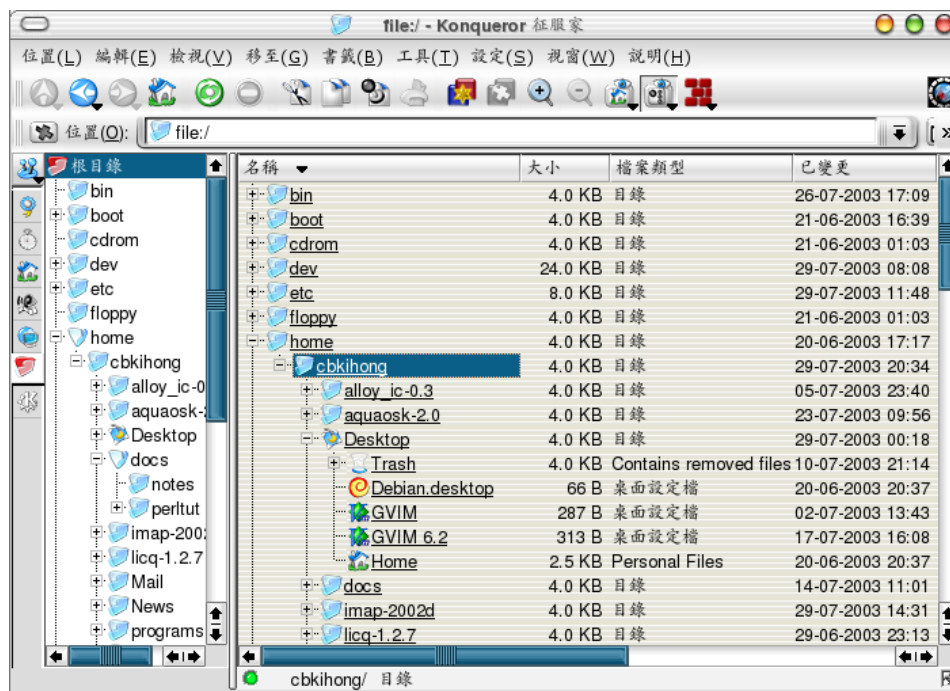 file:/ - Konqueror 征服家
位置(L) 編輯(E) 檢視(V) 移至(G) 書籤(B) 工具(T) 設定(S) 視窗(W) 說明(H)
位置(O): file:/
根目錄
bin
boot
cdrom
dev
etc
floppy
home
cbkihong
alloy_ic-0
aquaosk-
Desktop
docs
notes
perltut
imap-200
licq-1.2.7
Mail
News
programs
名稱 大小 檔案類型 已變更
bin 4.0 KB 目錄 26-07-2003 17:09
boot 4.0 KB 目錄 21-06-2003 16:39
cdrom 4.0 KB 目錄 21-06-2003 01:03
dev 24.0 KB 目錄 29-07-2003 08:08
etc 8.0 KB 目錄 29-07-2003 11:48
floppy 4.0 KB 目錄 21-06-2003 01:03
home 4.0 KB 目錄 20-06-2003 17:17
cbkihong 4.0 KB 目錄 29-07-2003 20:34
alloy_ic-0.3 4.0 KB 目錄 05-07-2003 23:40
aquaosk-2.0 4.0 KB 目錄 23-07-2003 09:56
Desktop 4.0 KB 目錄 29-07-2003 00:18
Trash 4.0 KB Contains removed files 10-07-2003 21:14
Debian.desktop 66 B 桌面設定檔 20-06-2003 20:37
GVIM 287 B 桌面設定檔 02-07-2003 13:43
GVIM 6.2 313 B 桌面設定檔 17-07-2003 16:08
Home 2.5 KB Personal Files 20-06-2003 20:37
docs 4.0 KB 目錄 14-07-2003 11:01
imap-2002d 4.0 KB 目錄 29-07-2003 14:31
licq-1.2.7 4.0 KB 目錄 29-06-2003 23:13
cbkihong/ 目錄